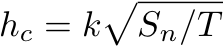 $h_c = k\sqrt{S_n/T}$